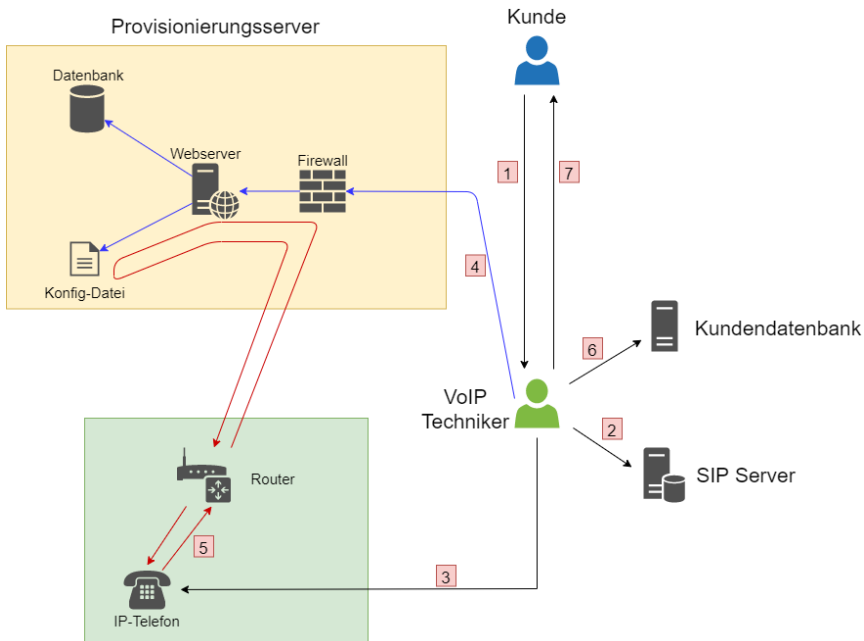 Kunde
Provisionierungsserver
Datenbank
Webserver
Firewall
1
7
4
Konfig-Datei
Kundendatenbank
6
VoIP
Techniker
2
SIP Server
Router
5
3
IP-Telefon